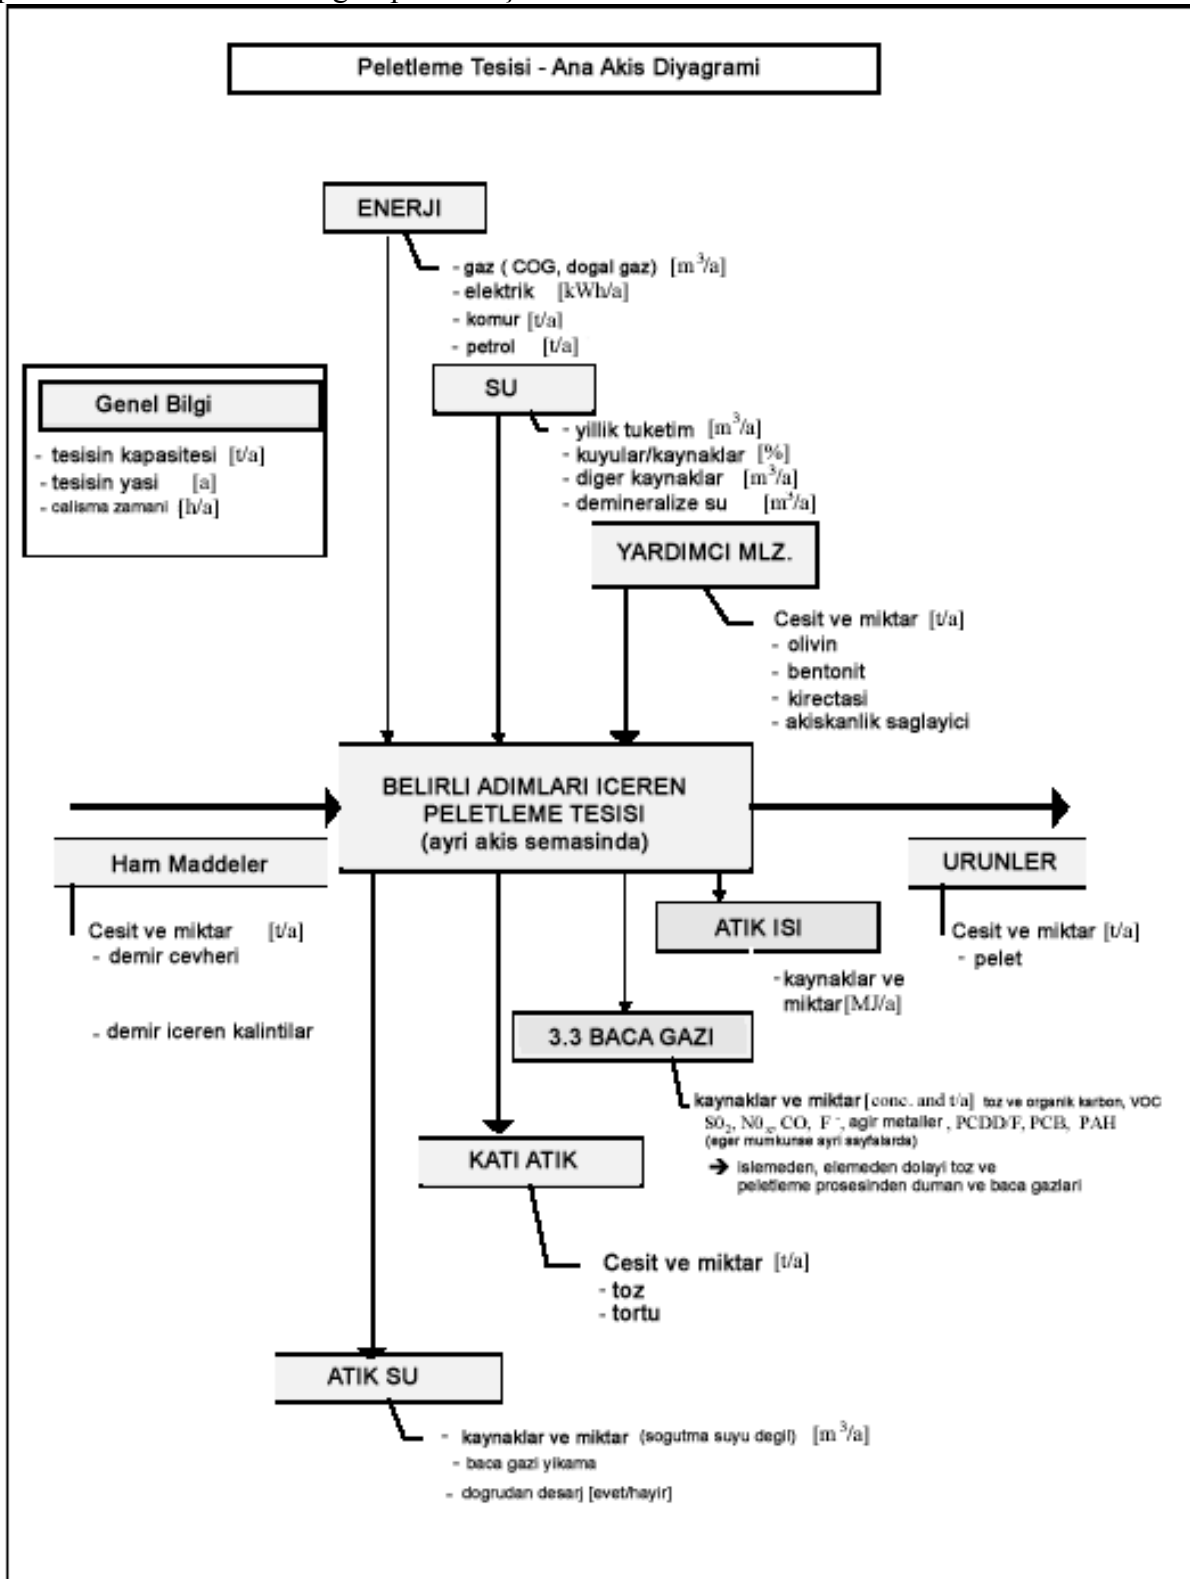 Peletleme Tesisi - Ana Akis Diyagrami
ENERJI
- gaz ( COG, dogal gaz) [m³/a]
- elektrik [kWh/a]
- komur [t/a]
- petrol [t/a]
Genel Bilgi
- tesisin kapasitesi [t/a]
- tesisin yasi [a]
- calisma zamani [h/a]
SU
- yillik tuketim [m³/a]
- kuyular/kaynaklar [%]
- diger kaynaklar [m³/a]
- demineralize su [m³/a]
YARDIMCI MLZ.
Cesit ve miktar [t/a]
- olivin
- bentonit
- kirectasi
- akiskanlik saglayici
BELIRLI ADIMLARI ICEREN
PELETLEME TESISI
(ayri akis semasinda)
Ham Maddeler
Cesit ve miktar [t/a]
- demir cevheri
- demir iceren kalintilar
URUNLER
Cesit ve miktar [t/a]
- pelet
ATIK ISI
- kaynaklar ve
miktar [MJ/a]
3.3 BACA GAZI
kaynaklar ve miktar [conc. and t/a] toz ve organik karbon, VOC
S0₂, N0ₓ, CO, F⁻, agir metaller, PCDD/F, PCB, PAH
(eger mumkunse ayri sayfalarda)
➔ islemeden, elemeden dolayi toz ve
peletleme prosesinden duman ve baca gazlari
KATI ATIK
Cesit ve miktar [t/a]
- toz
- tortu
ATIK SU
- kaynaklar ve miktar (sogutma suyu degil) [m³/a]
- baca gazi yikama
- dogrudan desarj [evet/hayir]